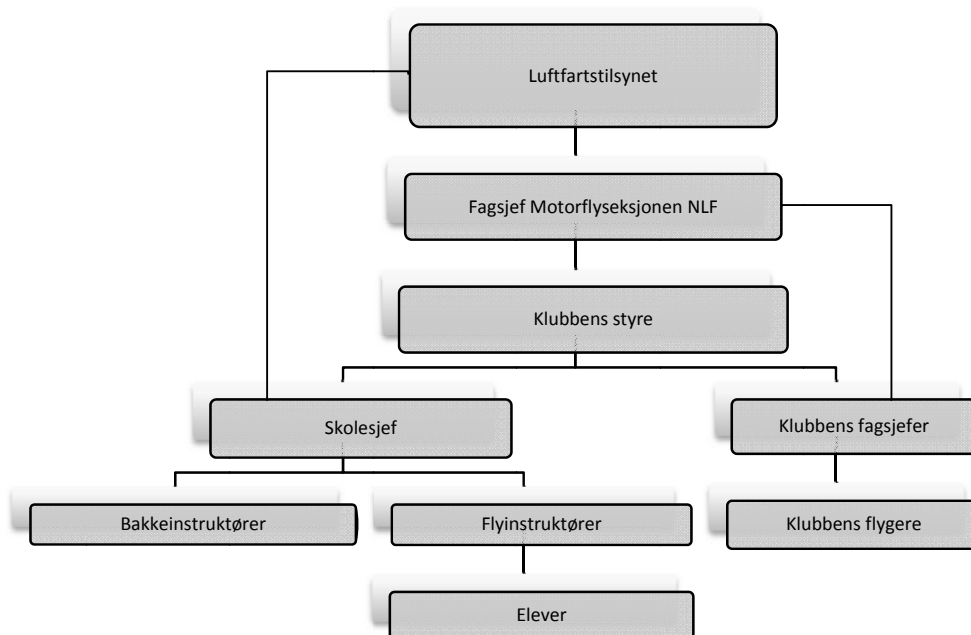 Luftfartstilsynet
Fagsjef Motorflyseksjonen NLF
Klubbens styre
Skolesjef
Klubbens fagsjefer
Bakkeinstruktører
Flyinstruktører
Klubbens flygere
Elever